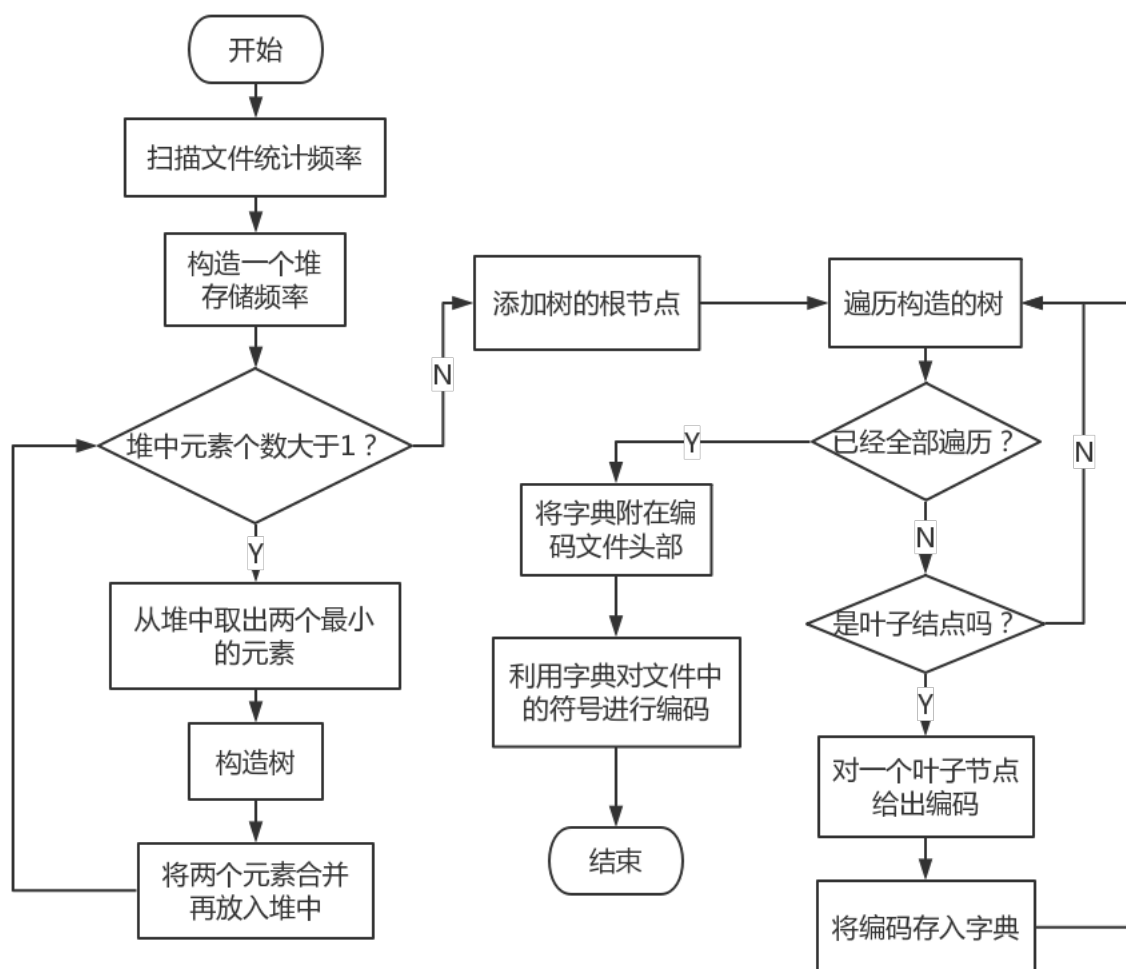 开始
扫描文件统计频率
构造一个堆
存储频率
堆中元素个数大于1？
Y
从堆中取出两个最小
的元素
构造树
将两个元素合并
再放入堆中
N
添加树的根节点
遍历构造的树
已经全部遍历？
Y
将字典附在编
码文件头部
利用字典对文件中
的符号进行编码
结束
N
是叶子结点吗？
N
Y
对一个叶子节点
给出编码
将编码存入字典